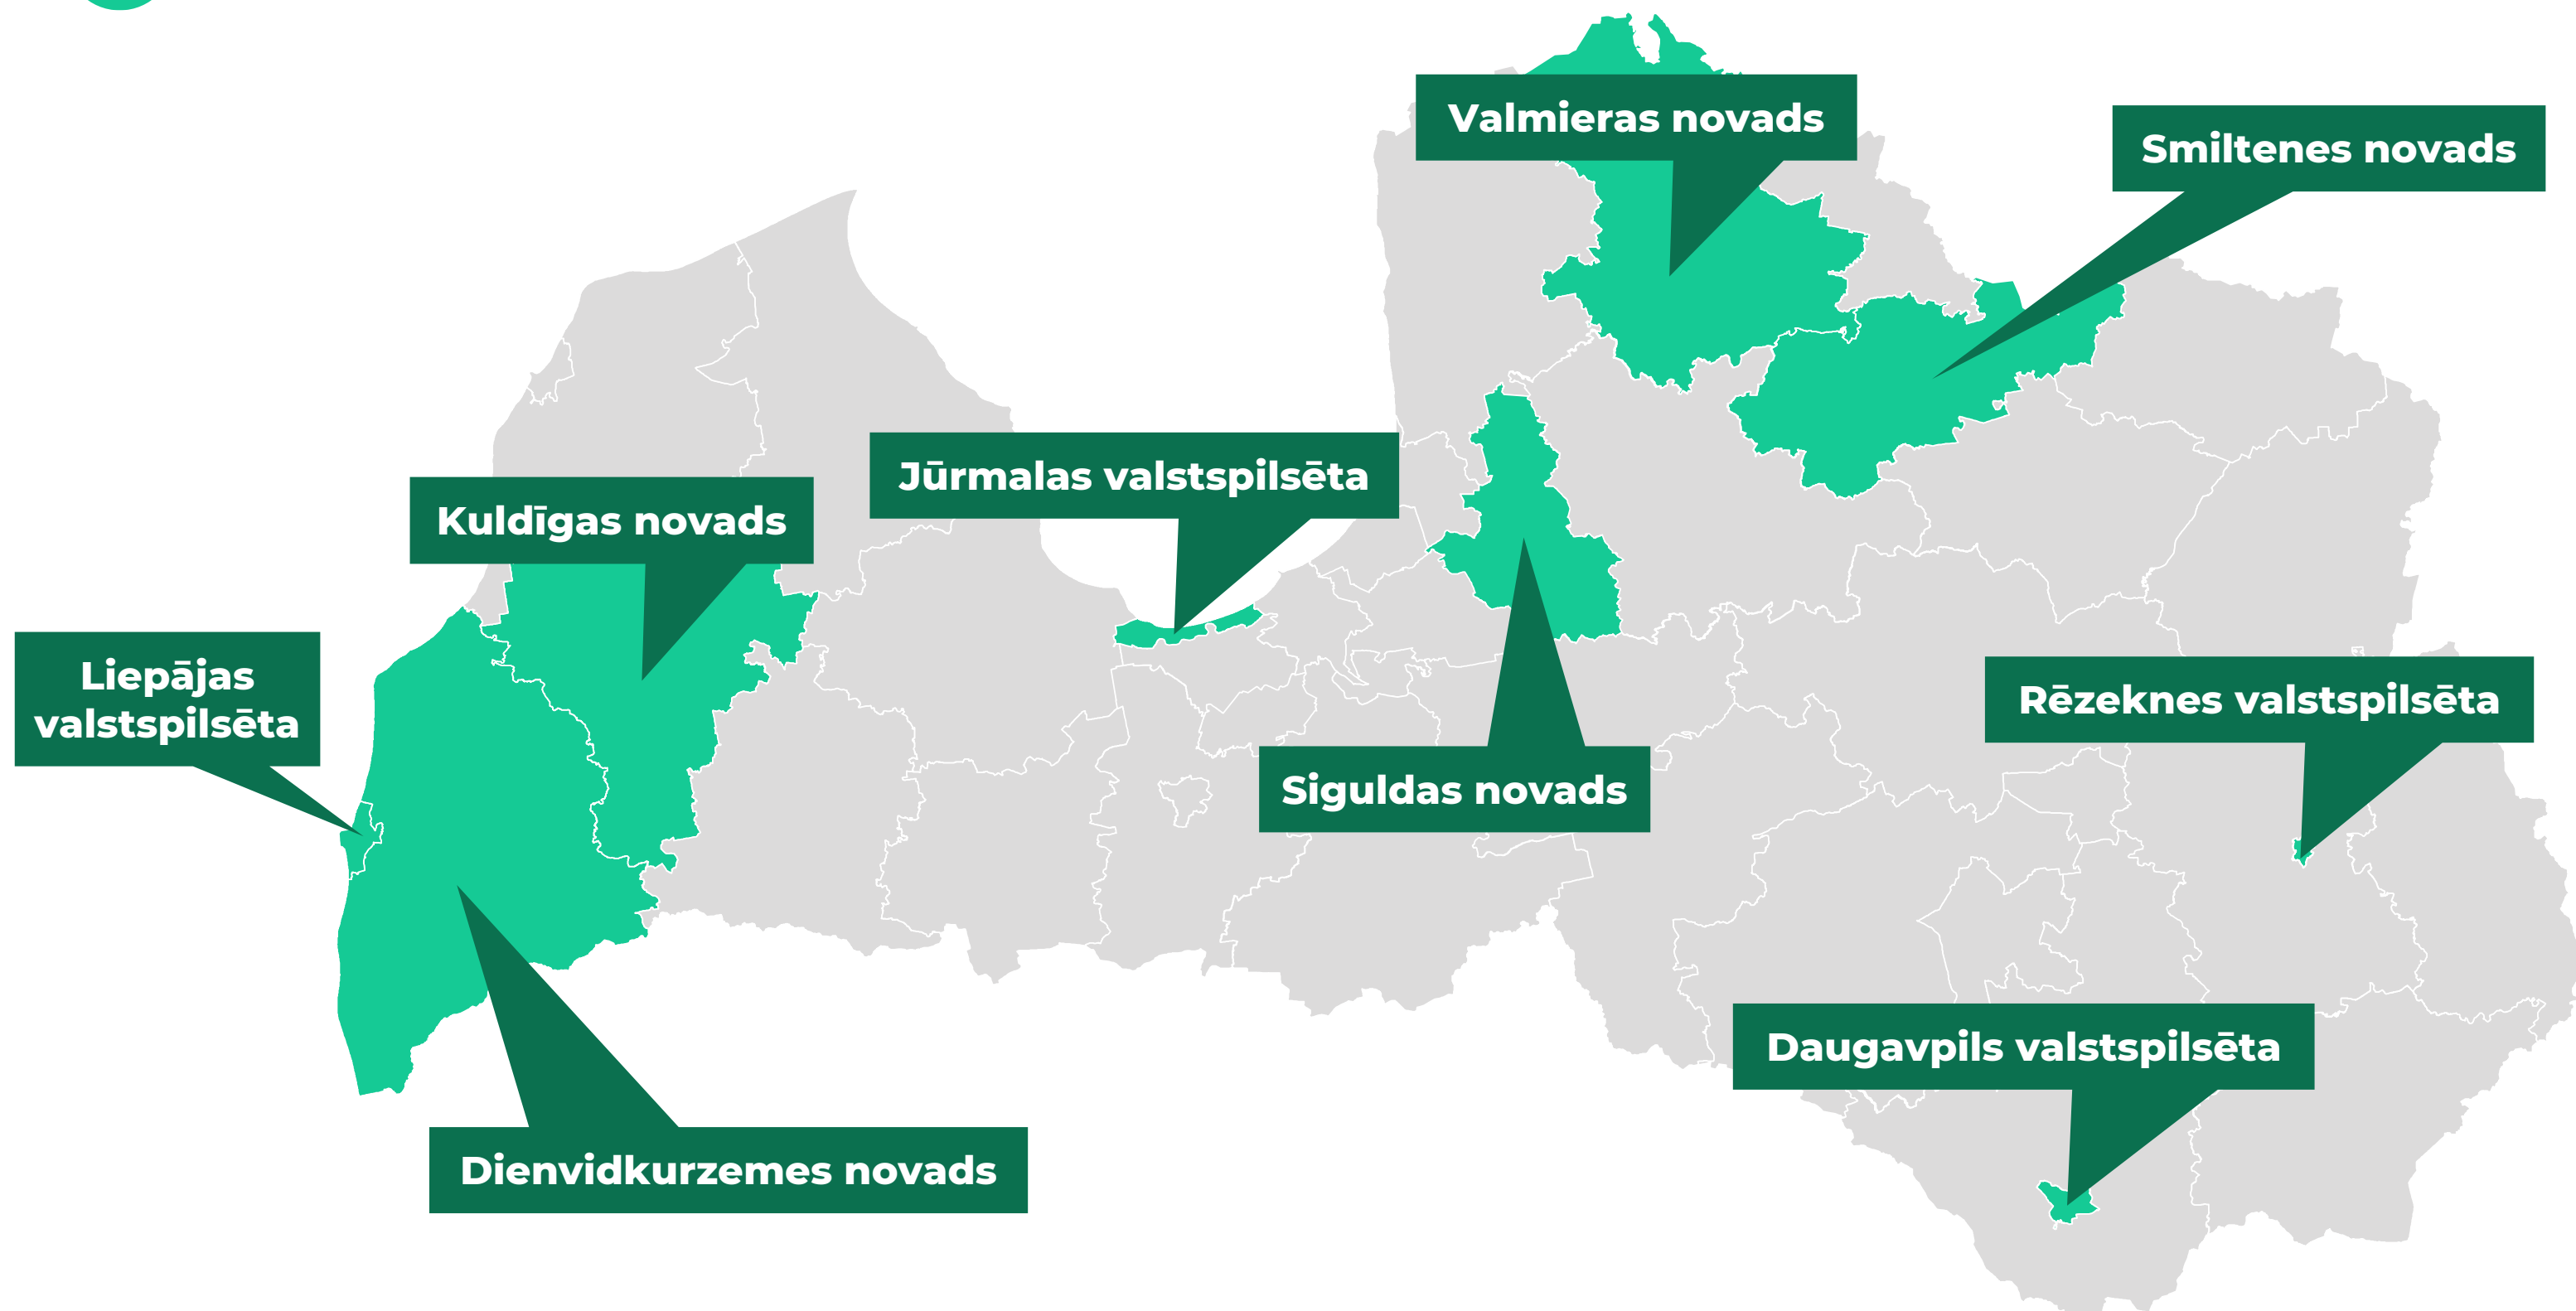 Valmieras novads
Smiltenes novads
Jūrmalas valstspilsēta
Kuldīgas novads
Liepājas
valstspilsēta
Rēzeknes valstspilsēta
Siguldas novads
Daugavpils valstspilsēta
Dienvidkurzemes novads